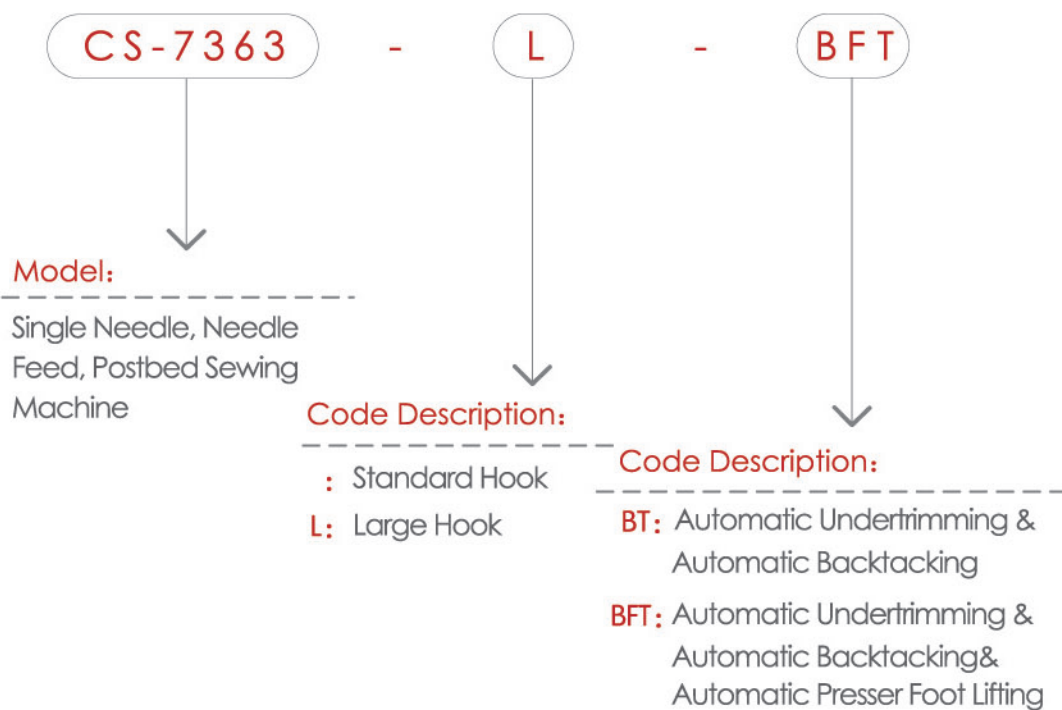 CS-7363 - L - BFT
Model:
Single Needle, Needle
Feed, Postbed Sewing
Machine
Code Description:
: Standard Hook
L: Large Hook
Code Description:
BT: Automatic Undertrimming &
Automatic Backtacking
BFT: Automatic Undertrimming &
Automatic Backtacking&
Automatic Presser Foot Lifting